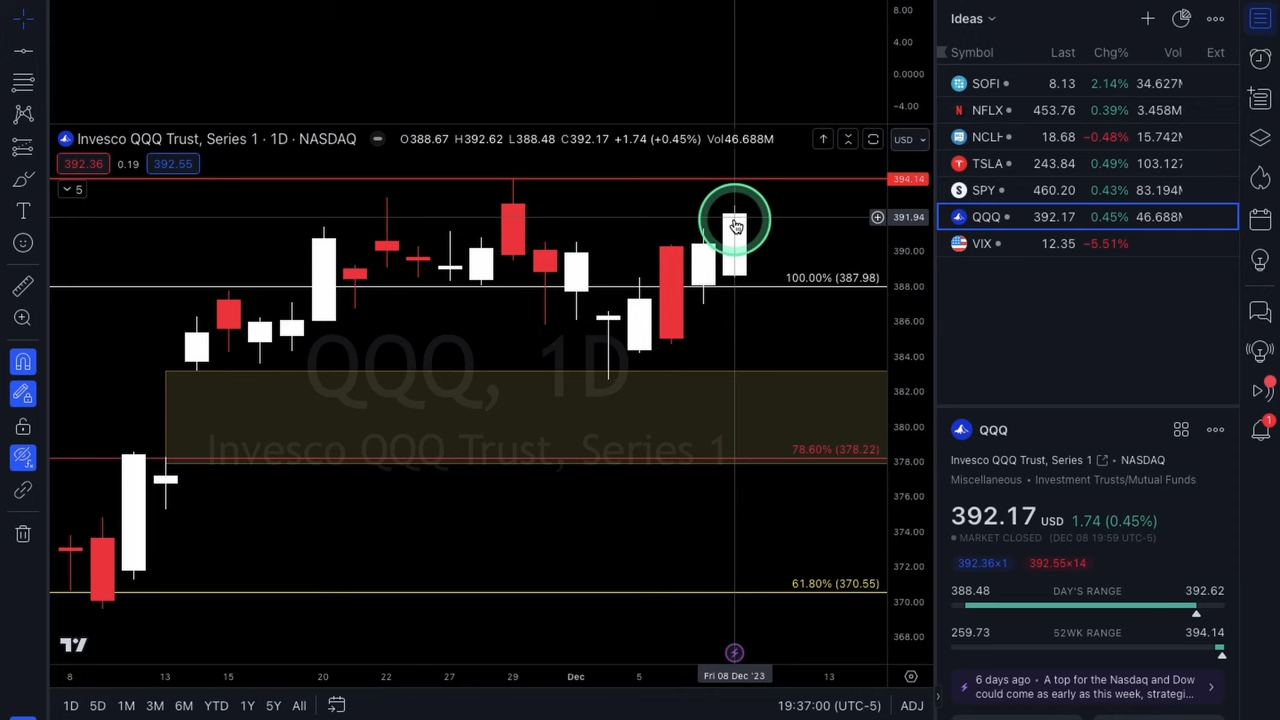 8.00
4.00
0.0000
−4.00
Invesco QQQ Trust, Series 1 · 1D · NASDAQ
O388.67 H392.62 L388.48 C392.17 +1.74 (+0.45%) Vol46.688M
USD
392.36 0.19 392.55
5
394.14
391.94
390.00
100.00% (387.98)
388.00
386.00
384.00
382.00
380.00
78.60% (378.22)
378.00
376.00
374.00
372.00
61.80% (370.55)
370.00
368.00
QQQ, 1D
Invesco QQQ Trust, Series 1
8 13 15 20 22 29 Dec 5 Fri 08 Dec '23 13
1D 5D 1M 3M 6M YTD 1Y 5Y All
19:37:00 (UTC-5) ADJ
Ideas
Symbol Last Chg% Vol Ext
SOFI 8.13 2.14% 34.627M
NFLX 453.76 0.39% 3.458M
NCLH 18.68 −0.48% 15.742M
TSLA 243.84 0.49% 103.127
SPY 460.20 0.43% 83.194M
QQQ 392.17 0.45% 46.688M
VIX 12.35 −5.51%
QQQ
Invesco QQQ Trust, Series 1 • NASDAQ
Miscellaneous • Investment Trusts/Mutual Funds
392.17 USD 1.74 (0.45%)
MARKET CLOSED (DEC 08 19:59 UTC-5)
392.36×1 392.55×14
388.48 DAY'S RANGE 392.62
259.73 52WK RANGE 394.14
6 days ago • A top for the Nasdaq and Dow
could come as early as this week, strategi...
1